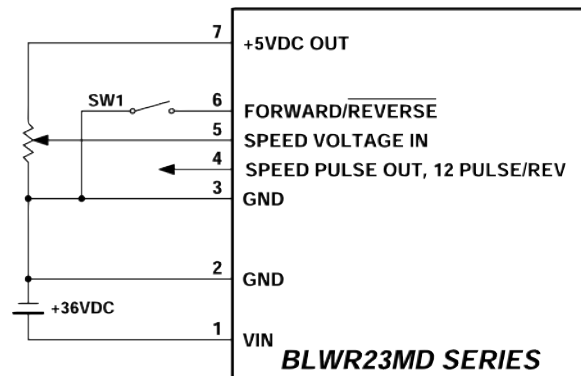 7 +5VDC OUT
SW1
6 FORWARD/REVERSE
5 SPEED VOLTAGE IN
4 SPEED PULSE OUT, 12 PULSE/REV
3 GND
2 GND
+36VDC
1 VIN
BLWR23MD SERIES